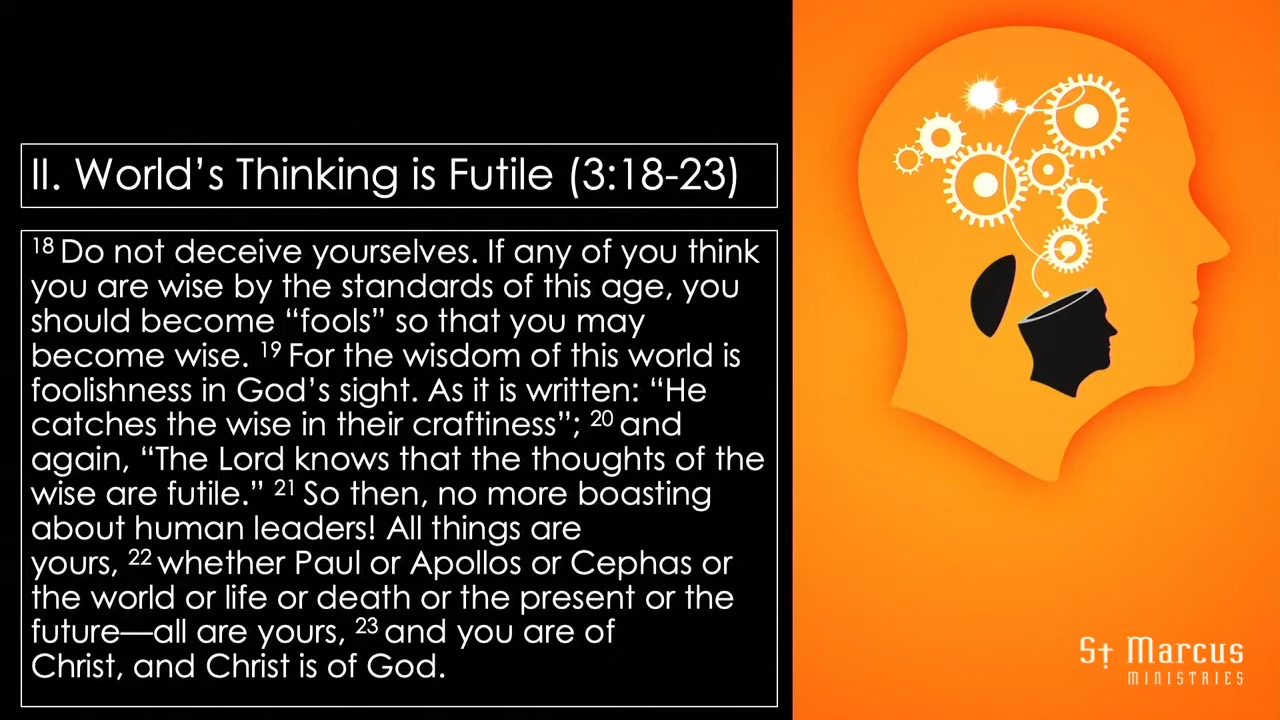 II. World’s Thinking is Futile (3:18-23)
18 Do not deceive yourselves. If any of you think
you are wise by the standards of this age, you
should become “fools” so that you may
become wise. 19 For the wisdom of this world is
foolishness in God’s sight. As it is written: “He
catches the wise in their craftiness”; 20 and
again, “The Lord knows that the thoughts of the
wise are futile.” 21 So then, no more boasting
about human leaders! All things are
yours, 22 whether Paul or Apollos or Cephas or
the world or life or death or the present or the
future—all are yours, 23 and you are of
Christ, and Christ is of God.
St Marcus
MINISTRIES